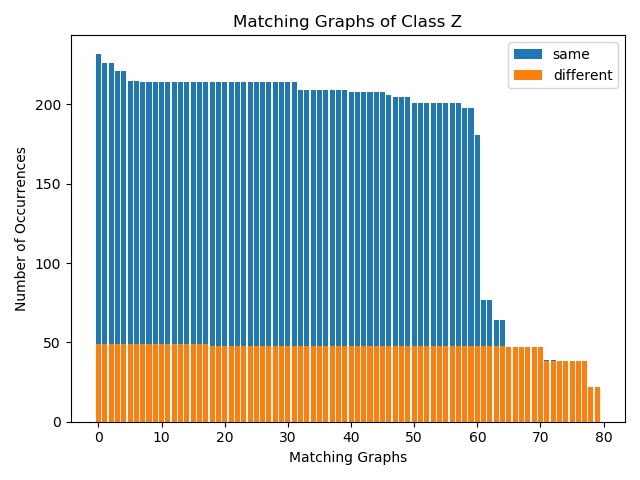 Matching Graphs of Class Z
same
different
Number of Occurrences
200
150
100
50
0
0 10 20 30 40 50 60 70 80
Matching Graphs